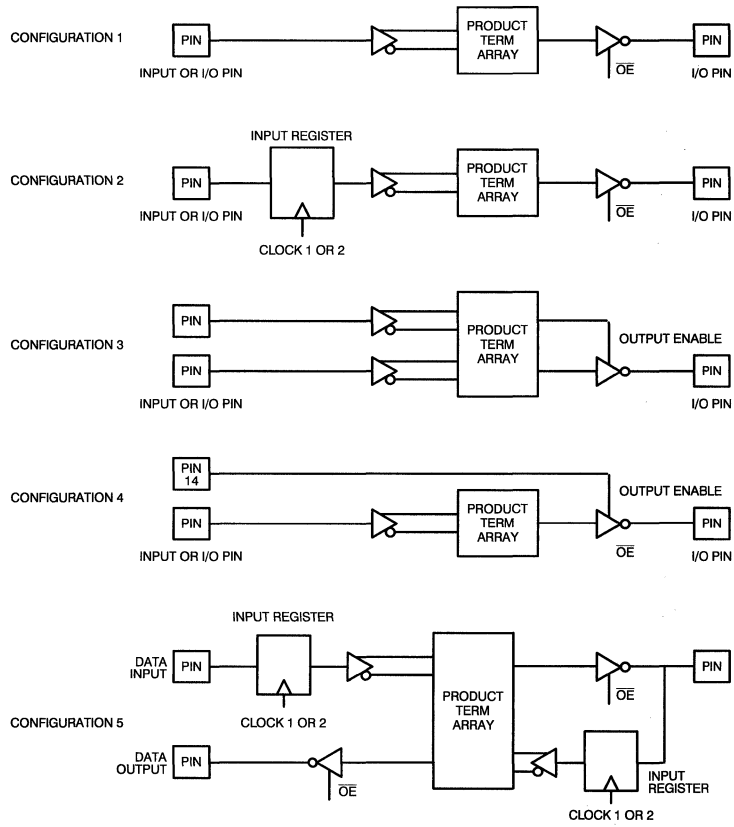 CONFIGURATION 1
PIN
INPUT OR I/O PIN
PRODUCT
TERM
ARRAY
OE
PIN
I/O PIN
CONFIGURATION 2
PIN
INPUT OR I/O PIN
INPUT REGISTER
CLOCK 1 OR 2
PRODUCT
TERM
ARRAY
OE
PIN
I/O PIN
CONFIGURATION 3
PIN
PIN
INPUT OR I/O PIN
PRODUCT
TERM
ARRAY
OUTPUT ENABLE
PIN
I/O PIN
CONFIGURATION 4
PIN
14
PIN
INPUT OR I/O PIN
PRODUCT
TERM
ARRAY
OUTPUT ENABLE
OE
PIN
I/O PIN
CONFIGURATION 5
DATA
INPUT
PIN
INPUT REGISTER
CLOCK 1 OR 2
PRODUCT
TERM
ARRAY
OE
PIN
DATA
OUTPUT
PIN
OE
INPUT
REGISTER
CLOCK 1 OR 2